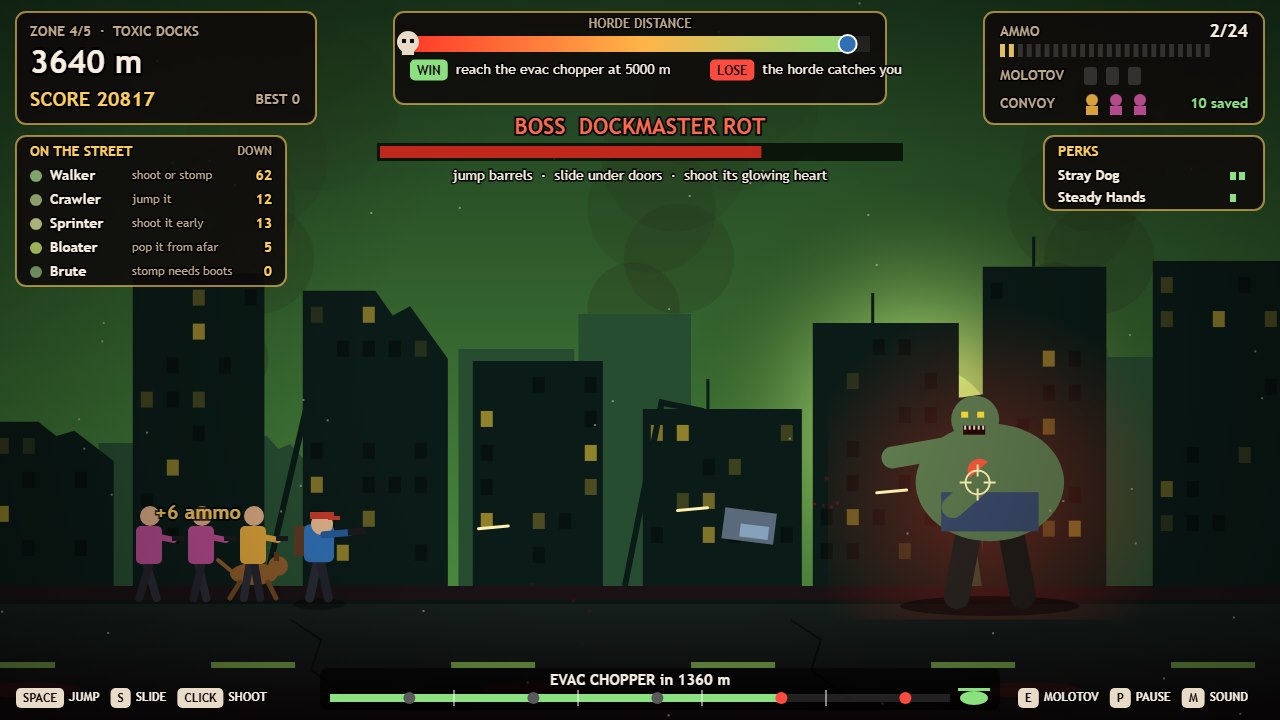 ZONE 4/5 · TOXIC DOCKS
3640 m
SCORE 20817
BEST 0
HORDE DISTANCE
WIN reach the evac chopper at 5000 m
LOSE the horde catches you
AMMO 2/24
MOLOTOV
CONVOY 10 saved
BOSS DOCKMASTER ROT
jump barrels · slide under doors · shoot its glowing heart
ON THE STREET DOWN
Walker shoot or stomp 62
Crawler jump it 12
Sprinter shoot it early 13
Bloater pop it from afar 5
Brute stomp needs boots 0
PERKS
Stray Dog
Steady Hands
+6 ammo
EVAC CHOPPER in 1360 m
SPACE JUMP S SLIDE CLICK SHOOT
E MOLOTOV P PAUSE M SOUND